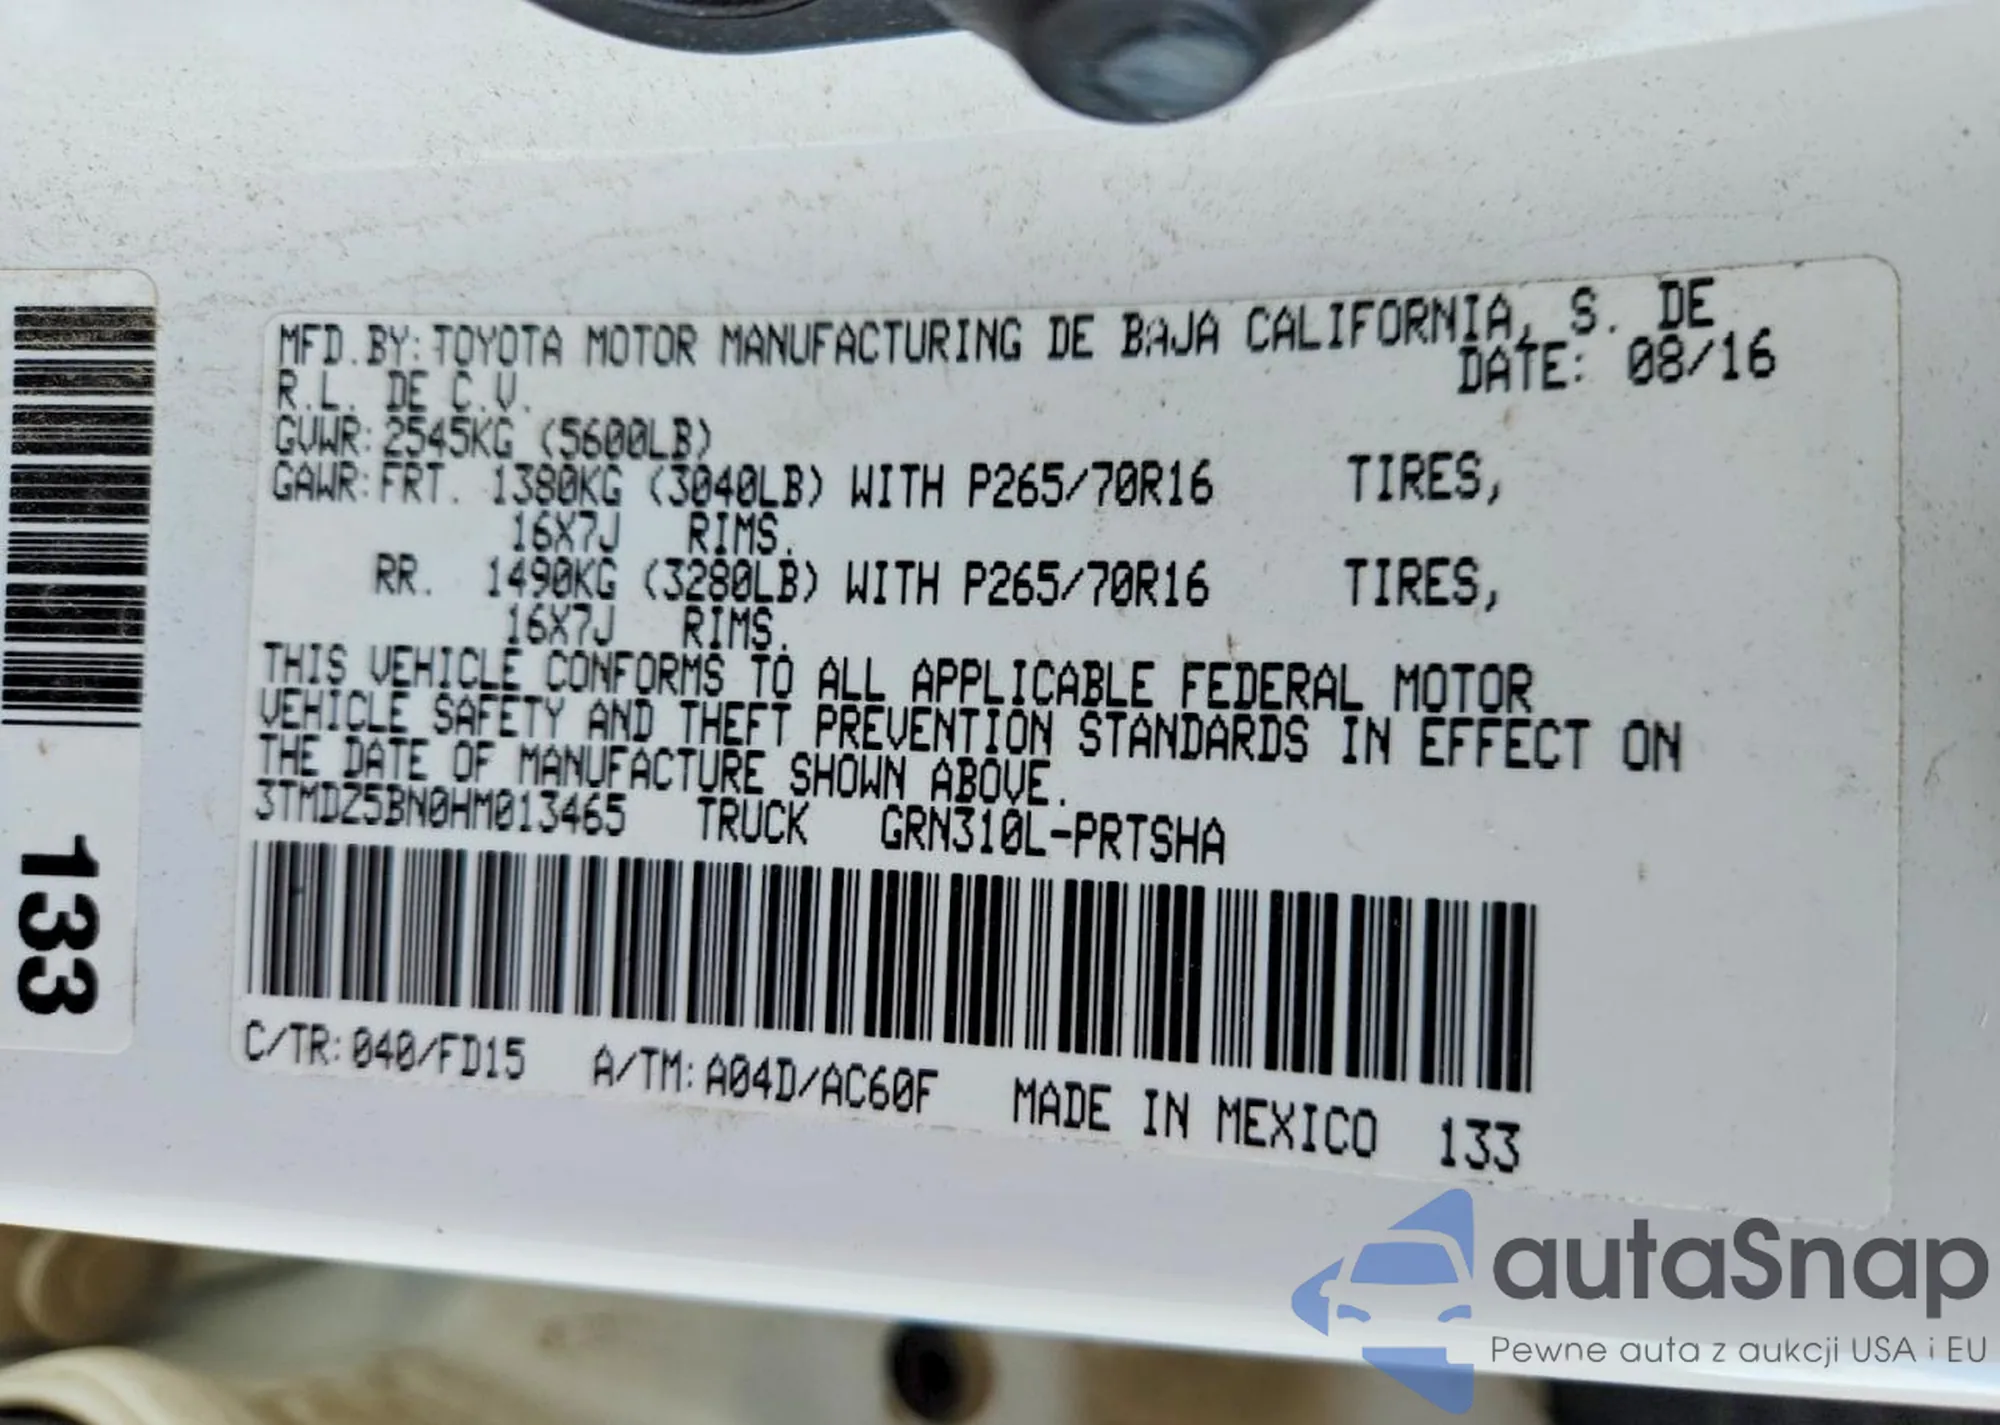 MFD.BY:TOYOTA MOTOR MANUFACTURING DE BAJA CALIFORNIA, S. DE
R.L. DE C.V. DATE: 08/16
GVWR:2545KG (5600LB)
GAWR:FRT. 1380KG (3040LB) WITH P265/70R16 TIRES,
16X7J RIMS.
RR. 1490KG (3280LB) WITH P265/70R16 TIRES,
16X7J RIMS.
THIS VEHICLE CONFORMS TO ALL APPLICABLE FEDERAL MOTOR
VEHICLE SAFETY AND THEFT PREVENTION STANDARDS IN EFFECT ON
THE DATE OF MANUFACTURE SHOWN ABOVE.
3TMDZ5BN0HM013465 TRUCK GRN310L-PRTSHA
C/TR:040/FD15 A/TM:A04D/AC60F MADE IN MEXICO 133
133
autaSnap
Pewne auta z aukcji USA i EU